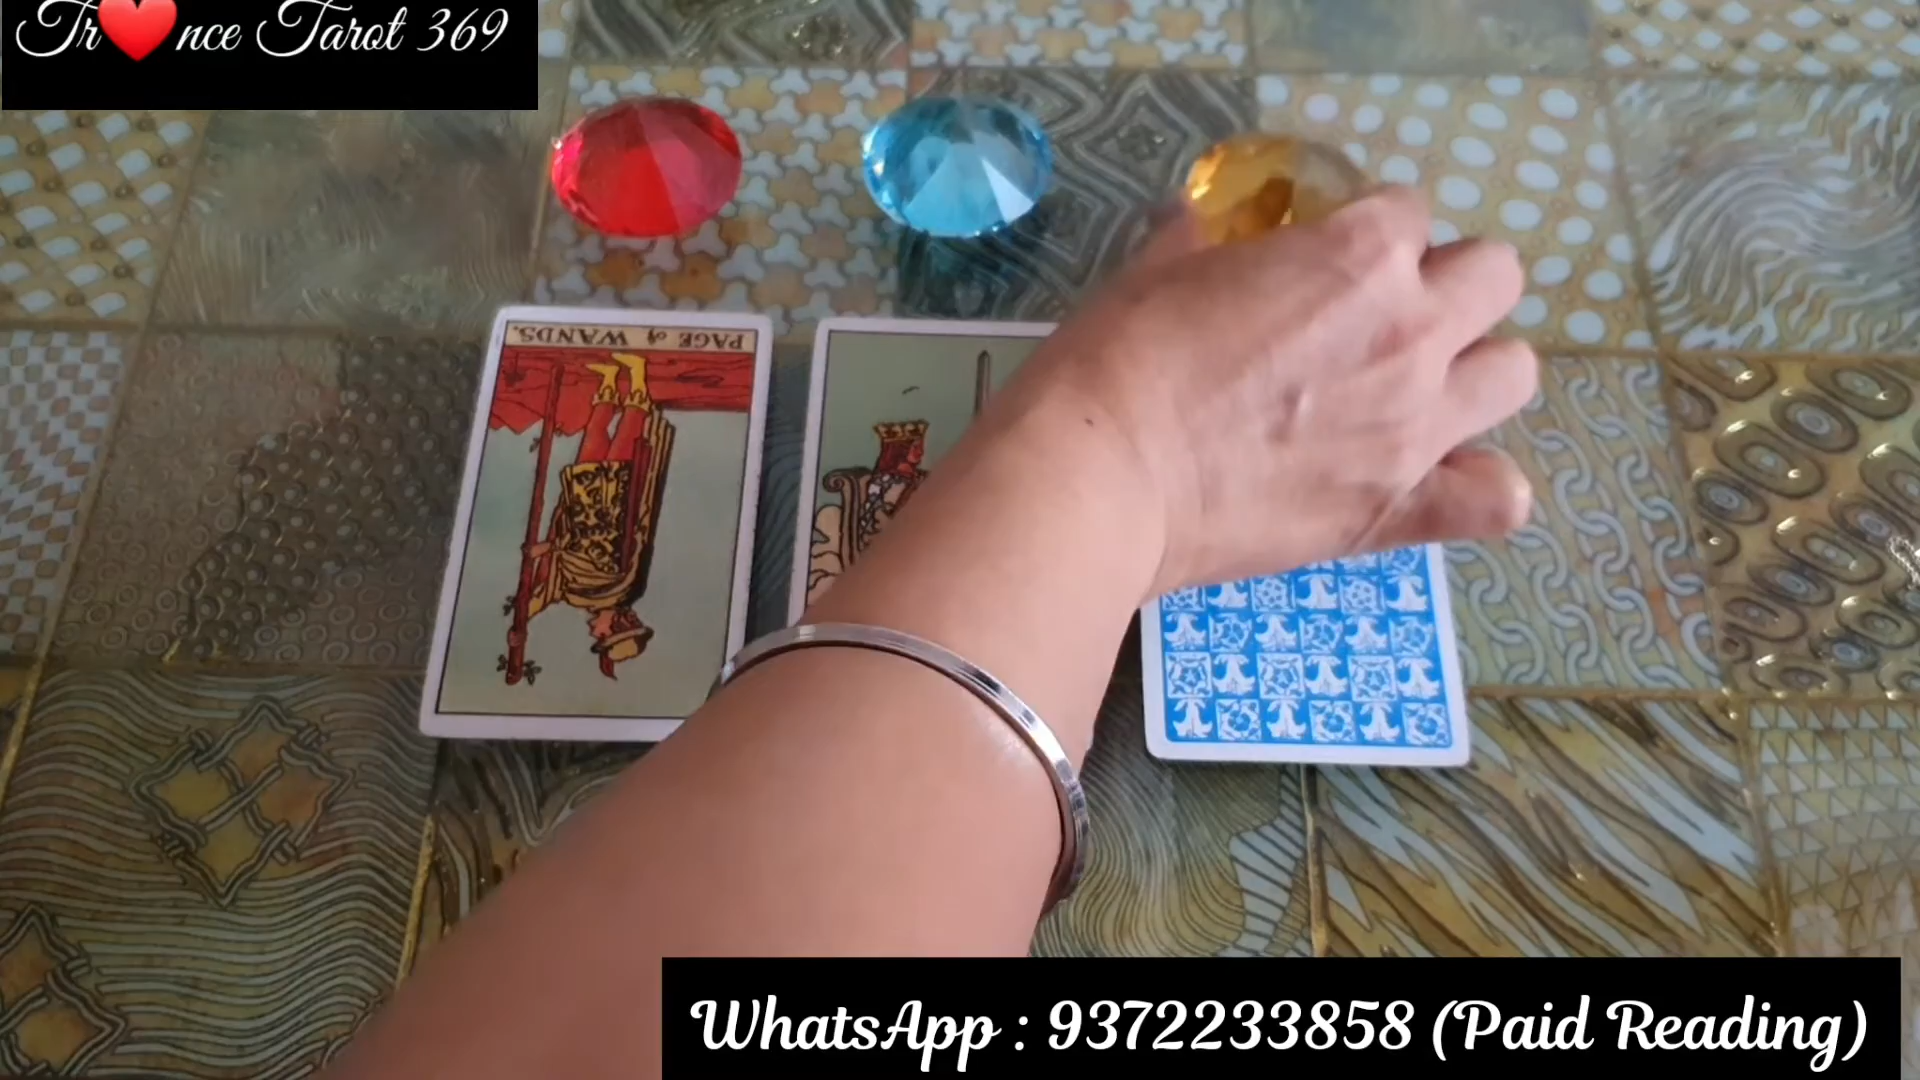 Tr❤️nce Tarot 369
PAGE of WANDS.
WhatsApp : 9372233858 (Paid Reading)